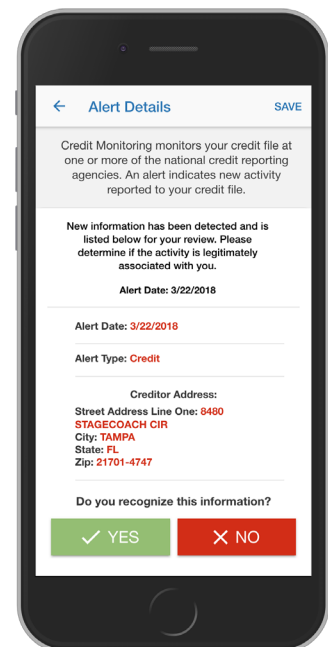 ← Alert Details SAVE
Credit Monitoring monitors your credit file at
one or more of the national credit reporting
agencies. An alert indicates new activity
reported to your credit file.
New information has been detected and is
listed below for your review. Please
determine if the activity is legitimately
associated with you.
Alert Date: 3/22/2018
Alert Date: 3/22/2018
Alert Type: Credit
Creditor Address:
Street Address Line One: 8480
STAGECOACH CIR
City: TAMPA
State: FL
Zip: 21701-4747
Do you recognize this information?
✓ YES
✕ NO